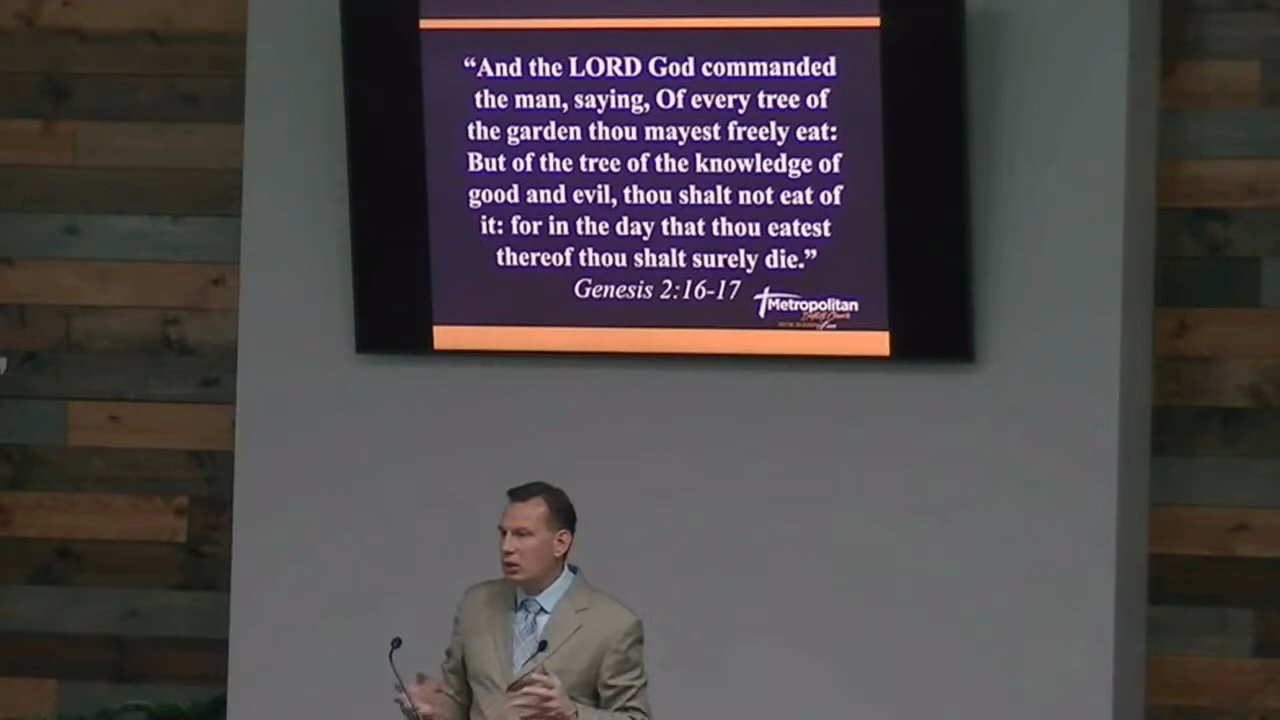 “And the LORD God commanded
the man, saying, Of every tree of
the garden thou mayest freely eat:
But of the tree of the knowledge of
good and evil, thou shalt not eat of
it: for in the day that thou eatest
thereof thou shalt surely die.”
Genesis 2:16-17
Metropolitan
Baptist Church